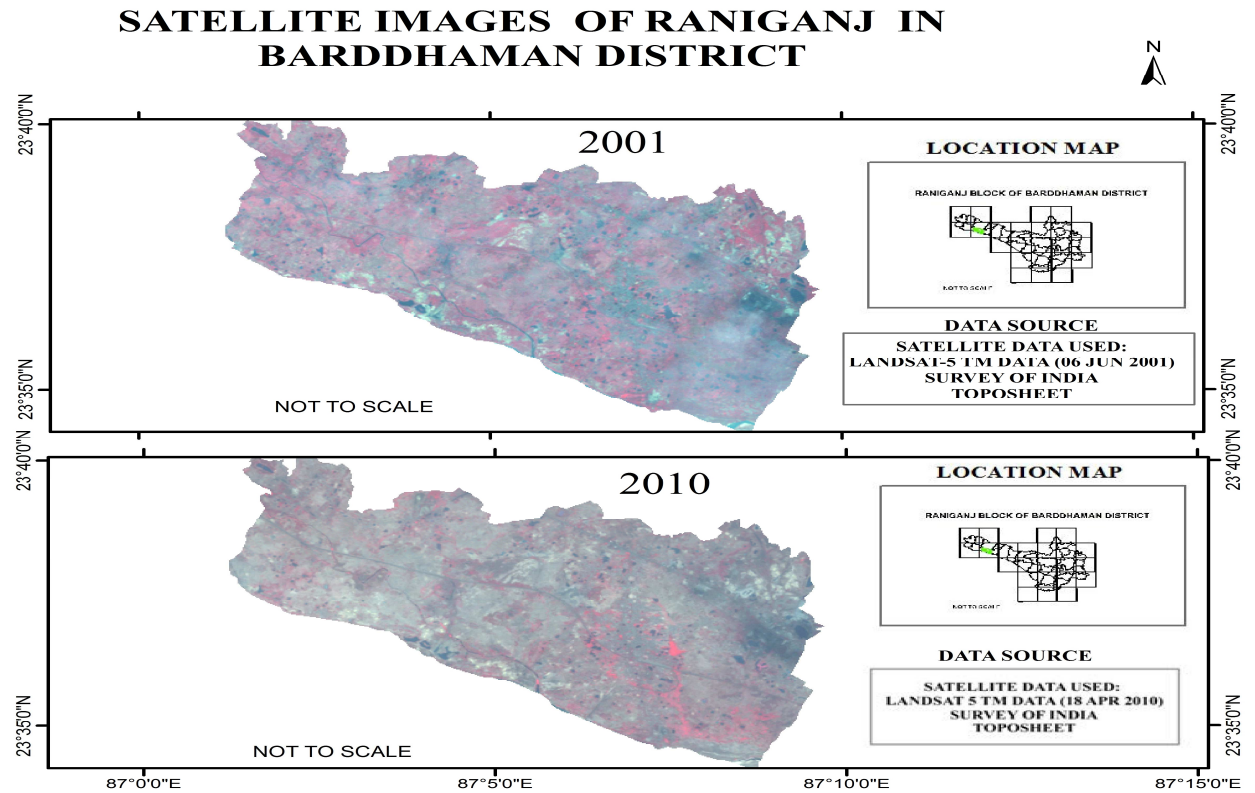 SATELLITE IMAGES OF RANIGANJ IN
BARDDHAMAN DISTRICT
N
23°40'0"N
23°40'0"N
2001
LOCATION MAP
RANIGANJ BLOCK OF BARDDHAMAN DISTRICT
NOT TO SCALE
DATA SOURCE
SATELLITE DATA USED:
LANDSAT-5 TM DATA (06 JUN 2001)
SURVEY OF INDIA
TOPOSHEET
23°35'0"N
23°35'0"N
NOT TO SCALE
23°40'0"N
23°40'0"N
2010
LOCATION MAP
RANIGANJ BLOCK OF BARDDHAMAN DISTRICT
NOT TO SCALE
DATA SOURCE
SATELLITE DATA USED:
LANDSAT 5 TM DATA (18 APR 2010)
SURVEY OF INDIA
TOPOSHEET
23°35'0"N
23°35'0"N
NOT TO SCALE
87°0'0"E
87°5'0"E
87°10'0"E
87°15'0"E